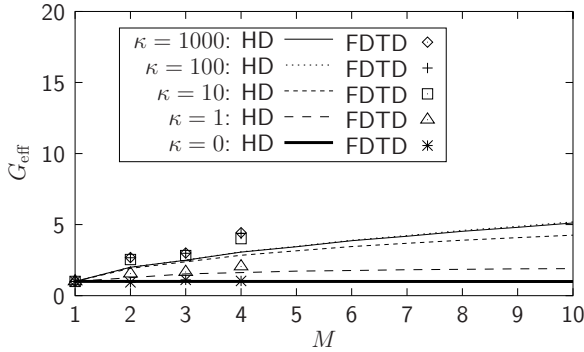 20
κ = 1000: HD FDTD
κ = 100: HD FDTD
15
κ = 10: HD FDTD
κ = 1: HD FDTD
κ = 0: HD FDTD
10
G_eff
5
0
1 2 3 4 5 6 7 8 9 10
M